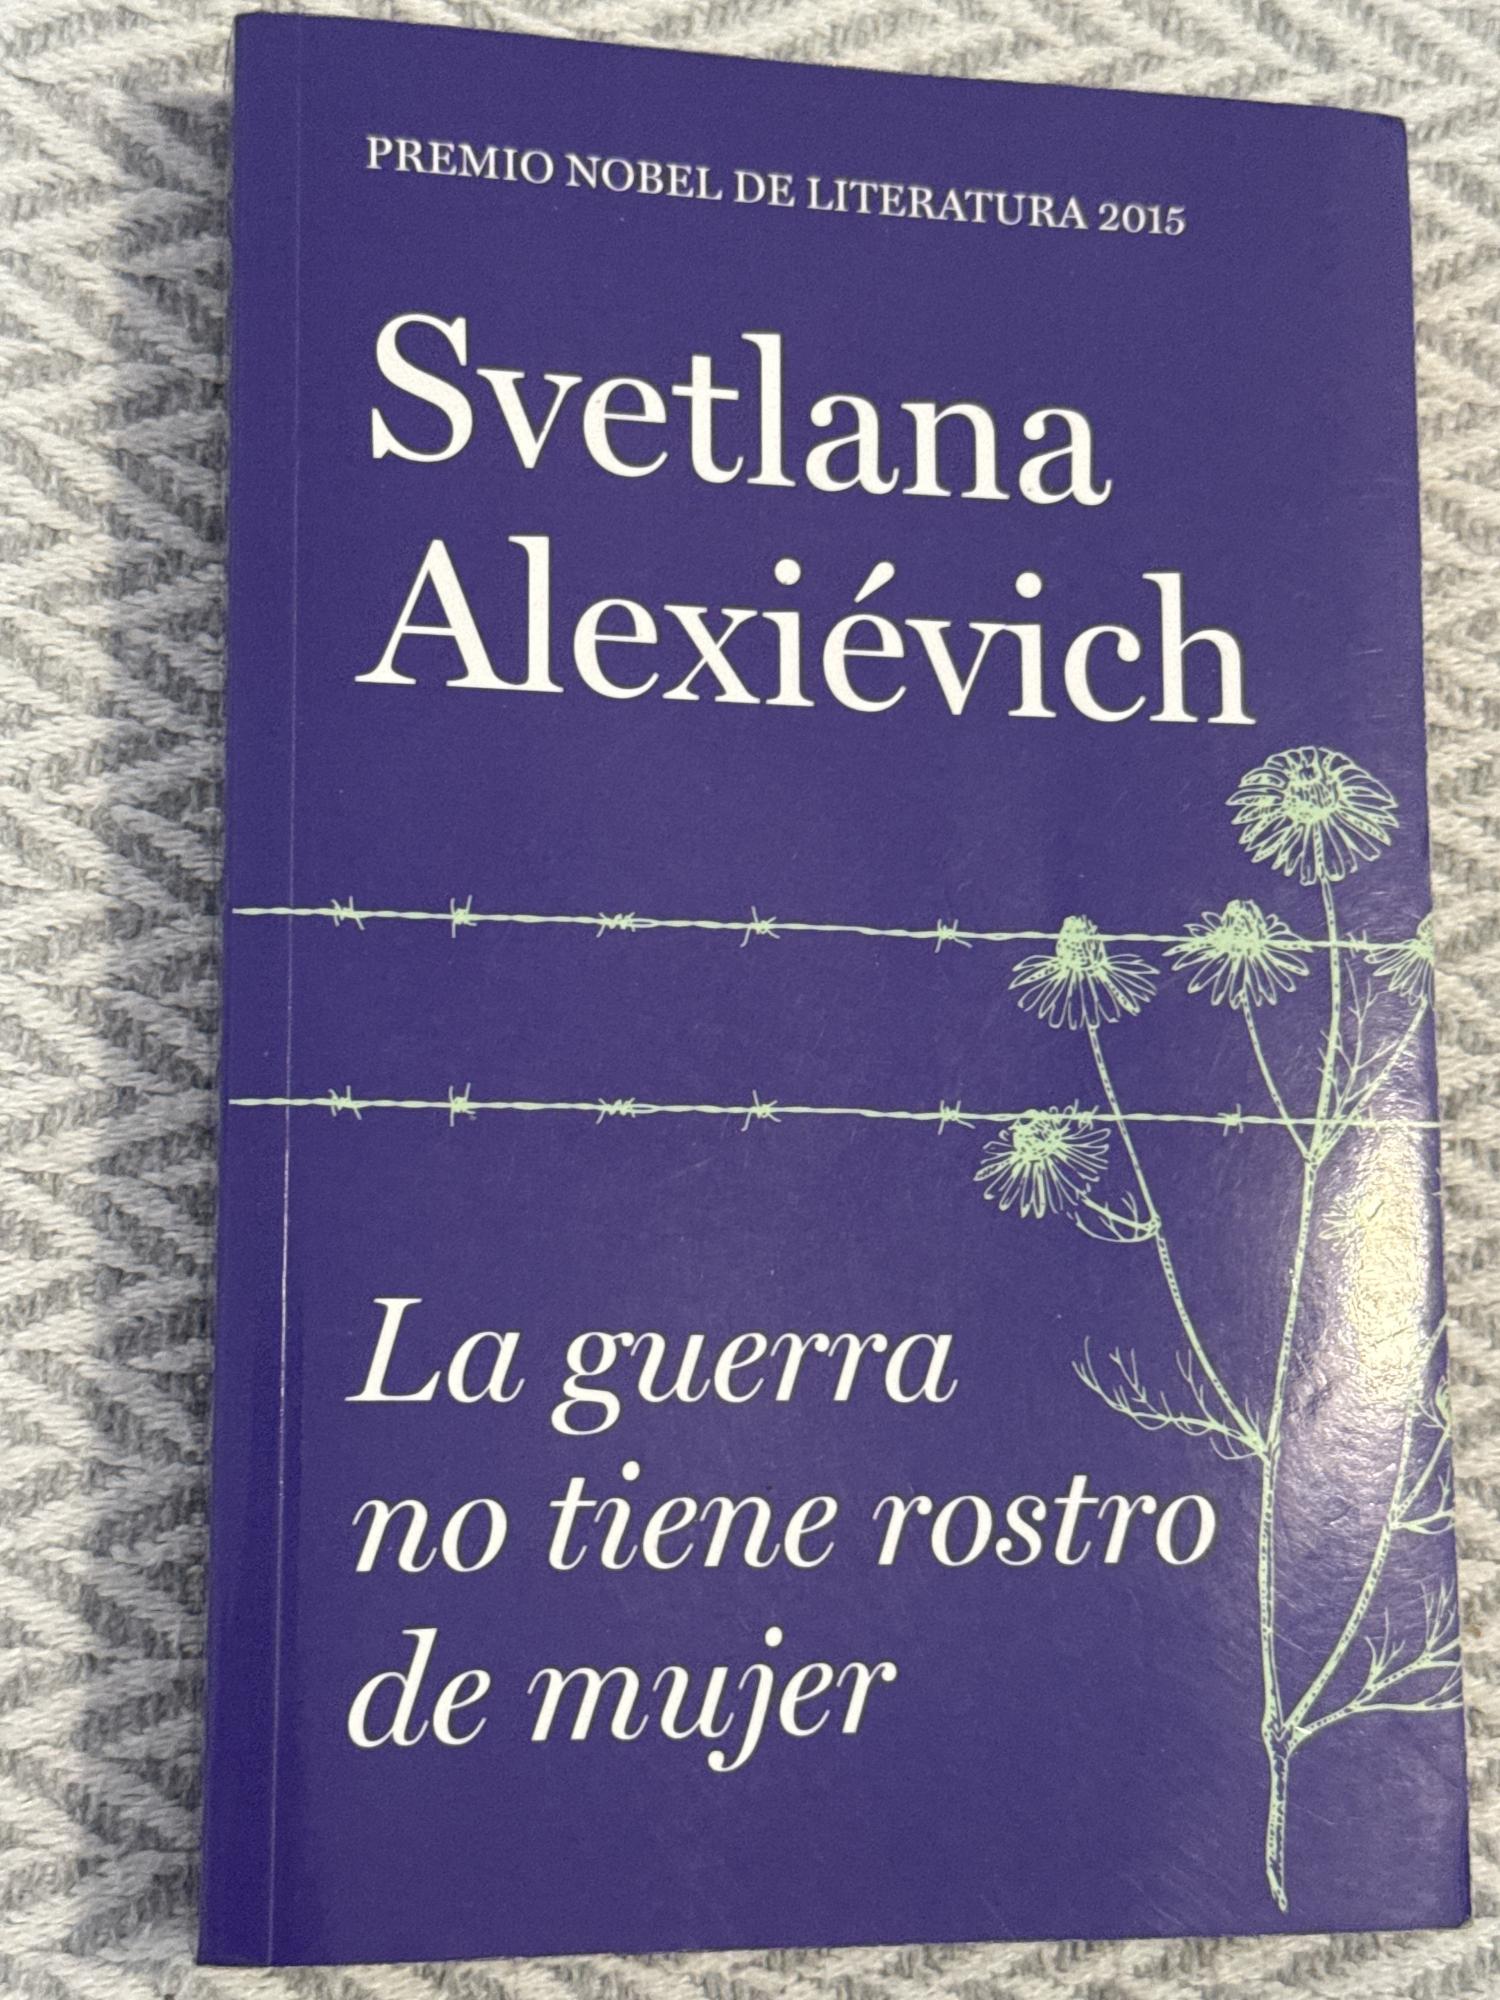 PREMIO NOBEL DE LITERATURA 2015
Svetlana
Alexiévich
La guerra
no tiene rostro
de mujer